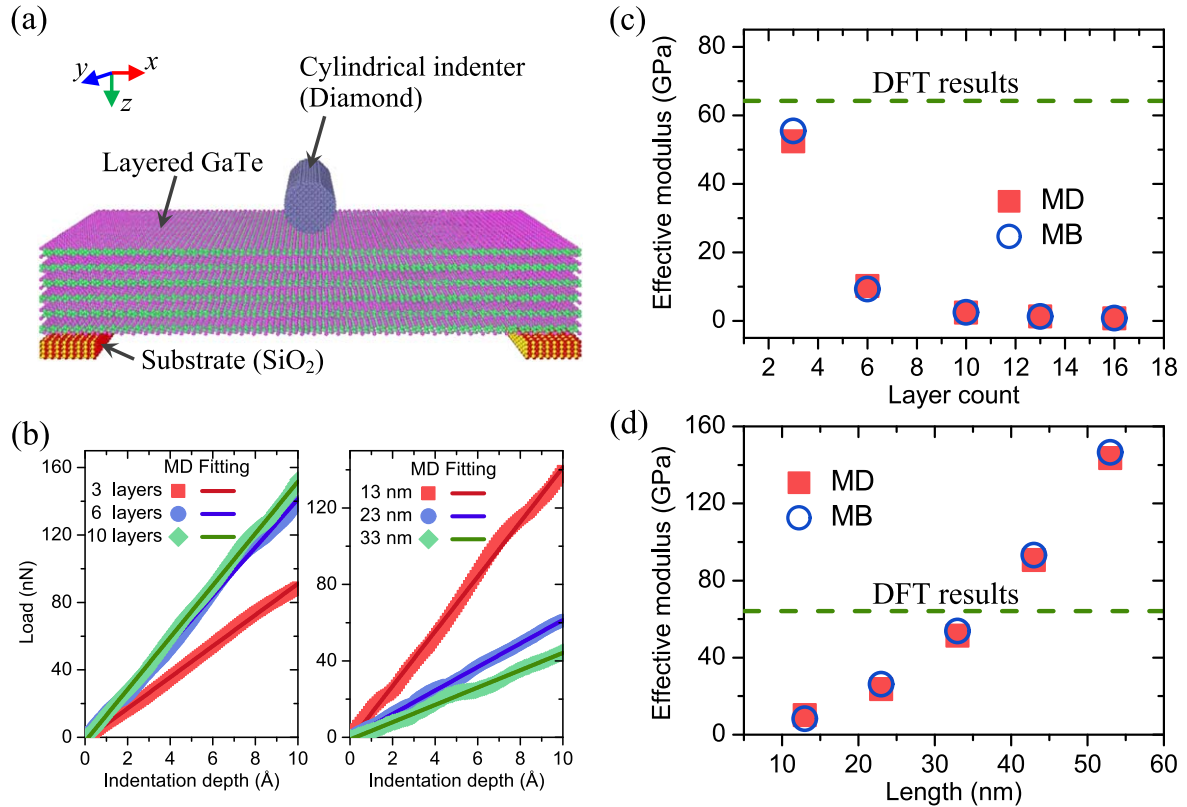 (a)
y
x
z
Cylindrical indenter
(Diamond)
Layered GaTe
Substrate (SiO₂)
(b)
Load (nN)
160
120
80
40
0
MD Fitting
3 layers
6 layers
10 layers
0 2 4 6 8 10
Indentation depth (Å)
160
120
80
40
0
MD Fitting
13 nm
23 nm
33 nm
0 2 4 6 8 10
Indentation depth (Å)
(c)
Effective modulus (GPa)
80
60
40
20
0
DFT results
MD
MB
2 4 6 8 10 12 14 16 18
Layer count
(d)
Effective modulus (GPa)
160
120
80
40
0
MD
MB
DFT results
10 20 30 40 50 60
Length (nm)